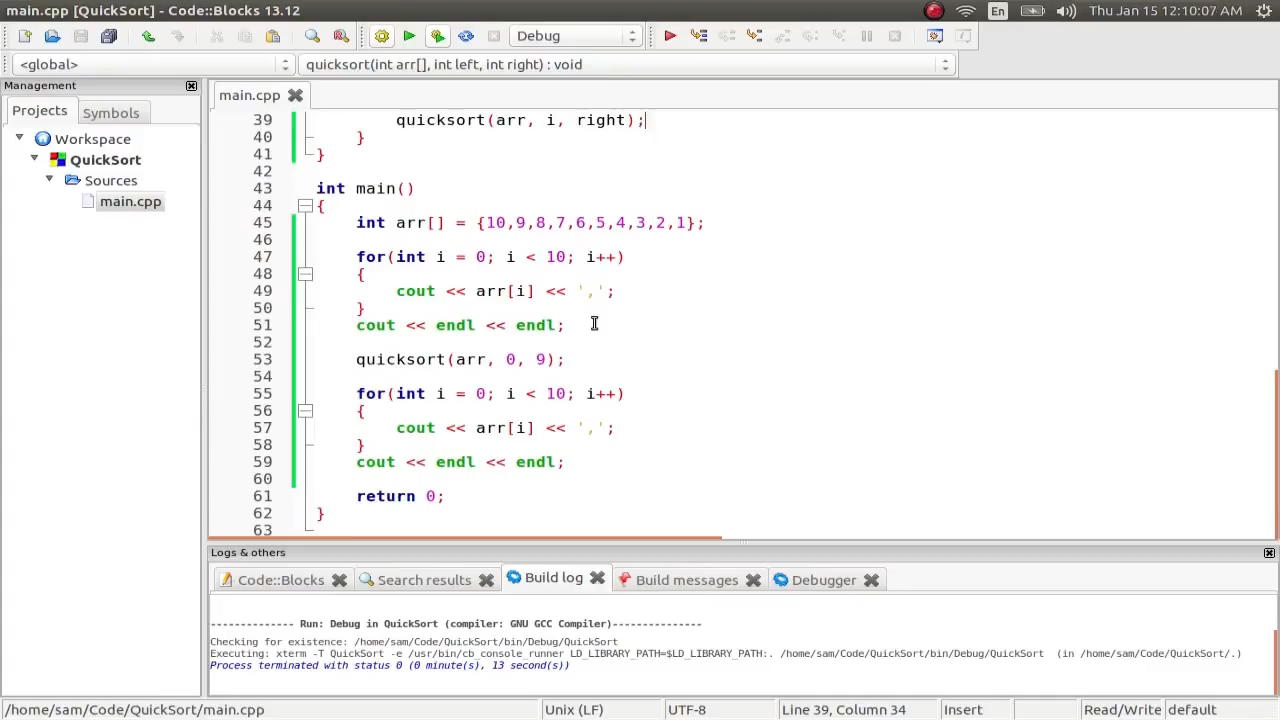 main.cpp [QuickSort] - Code::Blocks 13.12
En
Thu Jan 15 12:10:07 AM
Debug
<global>
quicksort(int arr[], int left, int right) : void
Management
Projects
Symbols
Workspace
QuickSort
Sources
main.cpp
main.cpp
39 quicksort(arr, i, right);
40 }
41 }
42
43 int main()
44 {
45 int arr[] = {10,9,8,7,6,5,4,3,2,1};
46
47 for(int i = 0; i < 10; i++)
48 {
49 cout << arr[i] << ',';
50 }
51 cout << endl << endl;
52
53 quicksort(arr, 0, 9);
54
55 for(int i = 0; i < 10; i++)
56 {
57 cout << arr[i] << ',';
58 }
59 cout << endl << endl;
60
61 return 0;
62 }
63
Logs & others
Code::Blocks
Search results
Build log
Build messages
Debugger
-------------- Run: Debug in QuickSort (compiler: GNU GCC Compiler)---------------
Checking for existence: /home/sam/Code/QuickSort/bin/Debug/QuickSort
Executing: xterm -T QuickSort -e /usr/bin/cb_console_runner LD_LIBRARY_PATH=$LD_LIBRARY_PATH:. /home/sam/Code/QuickSort/bin/Debug/QuickSort  (in /home/sam/Code/QuickSort/.)
Process terminated with status 0 (0 minute(s), 13 second(s))
/home/sam/Code/QuickSort/main.cpp
Unix (LF)
UTF-8
Line 39, Column 34
Insert
Read/Write
default